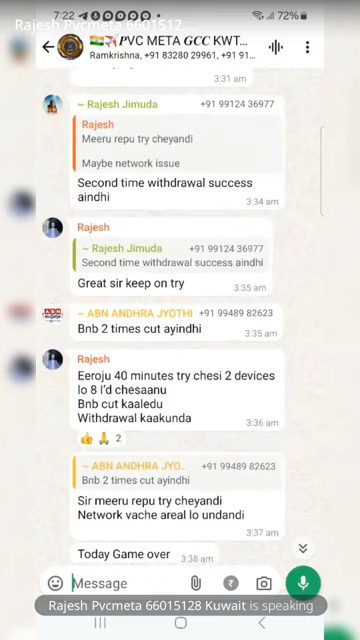 7:22
72%
Rajesh Pvcmeta 6601512
🇮🇳✈️PVC META GCC KWT...
Ramkrishna, +91 83280 29961, +91 91...
3:31 am
~ Rajesh Jimuda +91 99124 36977
Rajesh
Meeru repu try cheyandi
Maybe network issue
Second time withdrawal success
aindhi
3:34 am
Rajesh
~ Rajesh Jimuda +91 99124 36977
Second time withdrawal success aindhi
Great sir keep on try
3:35 am
~ ABN ANDHRA JYOTHI +91 99489 82623
Bnb 2 times cut ayindhi
3:35 am
Rajesh
Eeroju 40 minutes try chesi 2 devices
lo 8 I'd chesaanu
Bnb cut kaaledu
Withdrawal kaakunda
3:36 am
👍🙏 2
~ ABN ANDHRA JYO... +91 99489 82623
Bnb 2 times cut ayindhi
Sir meeru repu try cheyandi
Network vache areal lo undandi
3:37 am
Today Game over
3:38 am
Message
Rajesh Pvcmeta 66015128 Kuwait is speaking